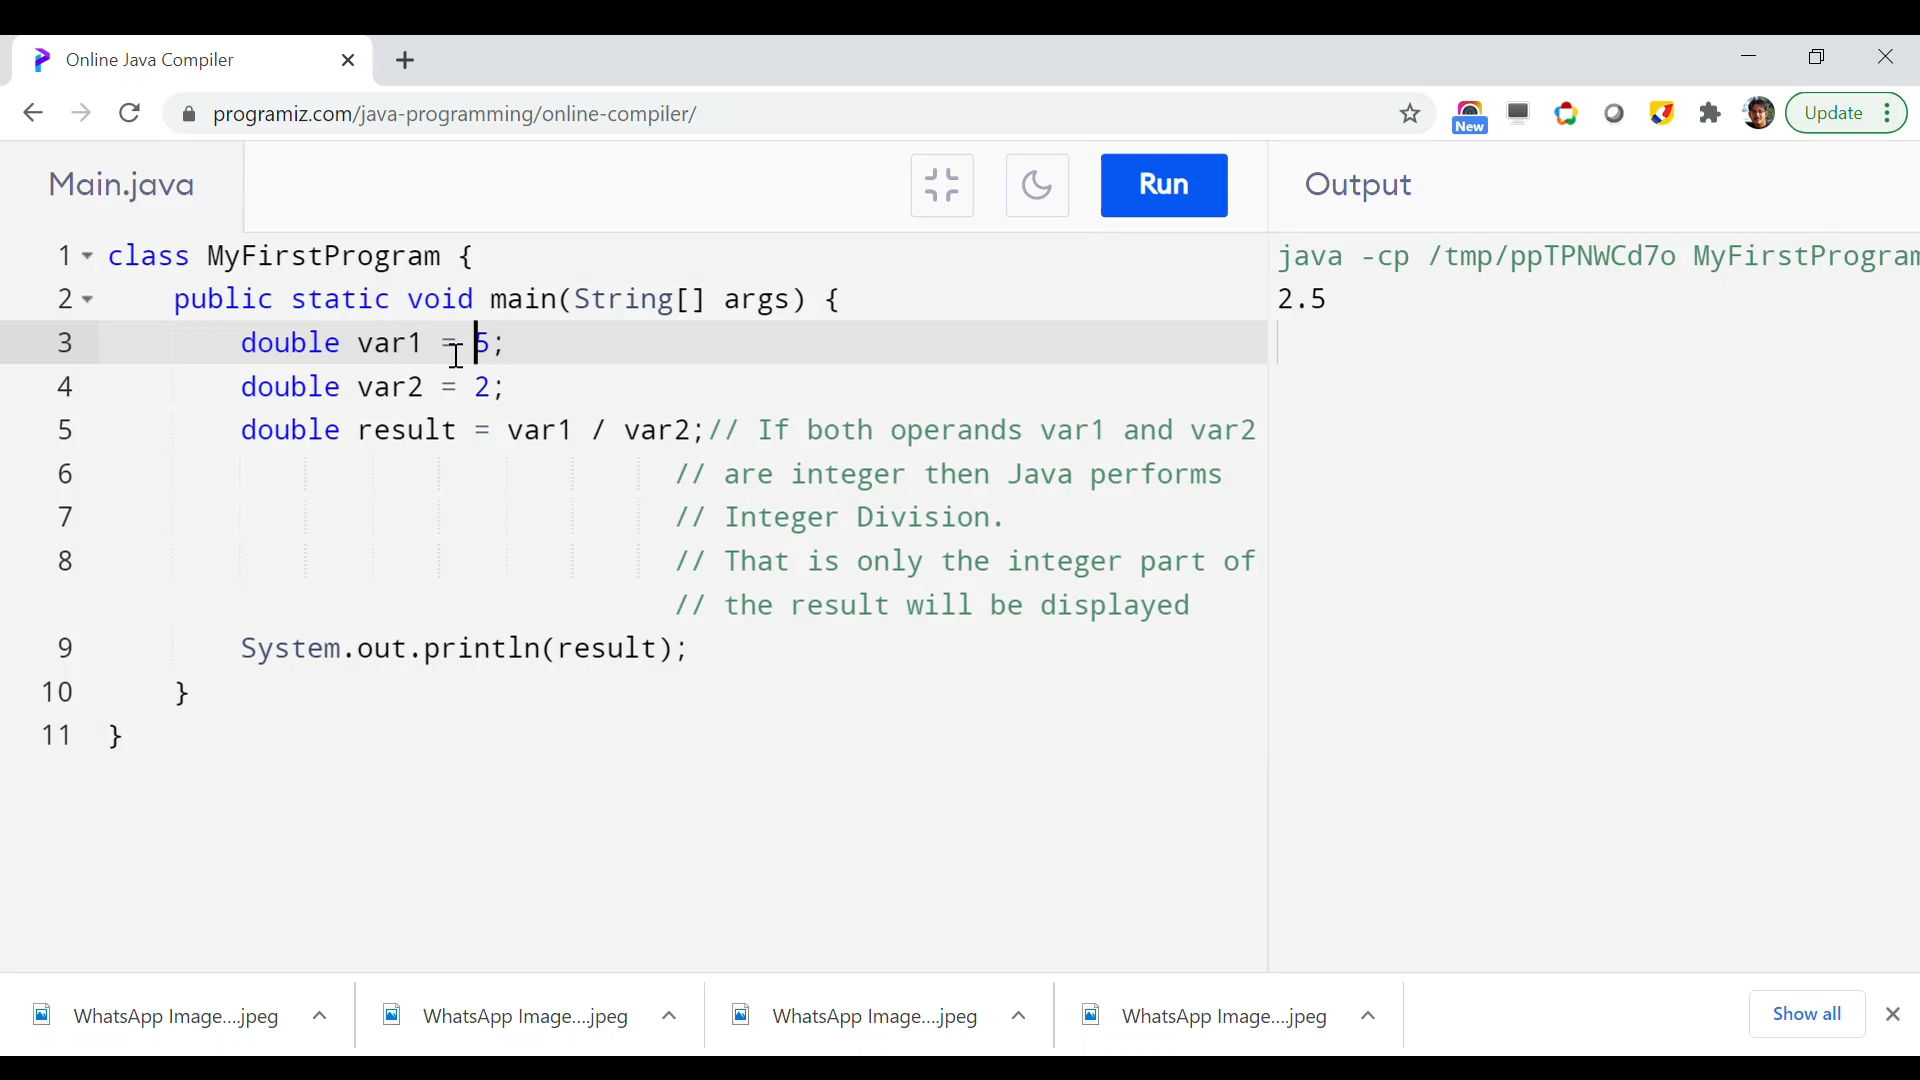 Online Java Compiler
programiz.com/java-programming/online-compiler/
New
Update
Main.java
Run
Output
1 class MyFirstProgram {
2 public static void main(String[] args) {
3 double var1 = 5;
4 double var2 = 2;
5 double result = var1 / var2;// If both operands var1 and var2
6 // are integer then Java performs
7 // Integer Division.
8 // That is only the integer part of
// the result will be displayed
9 System.out.println(result);
10 }
11 }
java -cp /tmp/ppTPNWCd7o MyFirstProgram
2.5
WhatsApp Image....jpeg
WhatsApp Image....jpeg
WhatsApp Image....jpeg
WhatsApp Image....jpeg
Show all